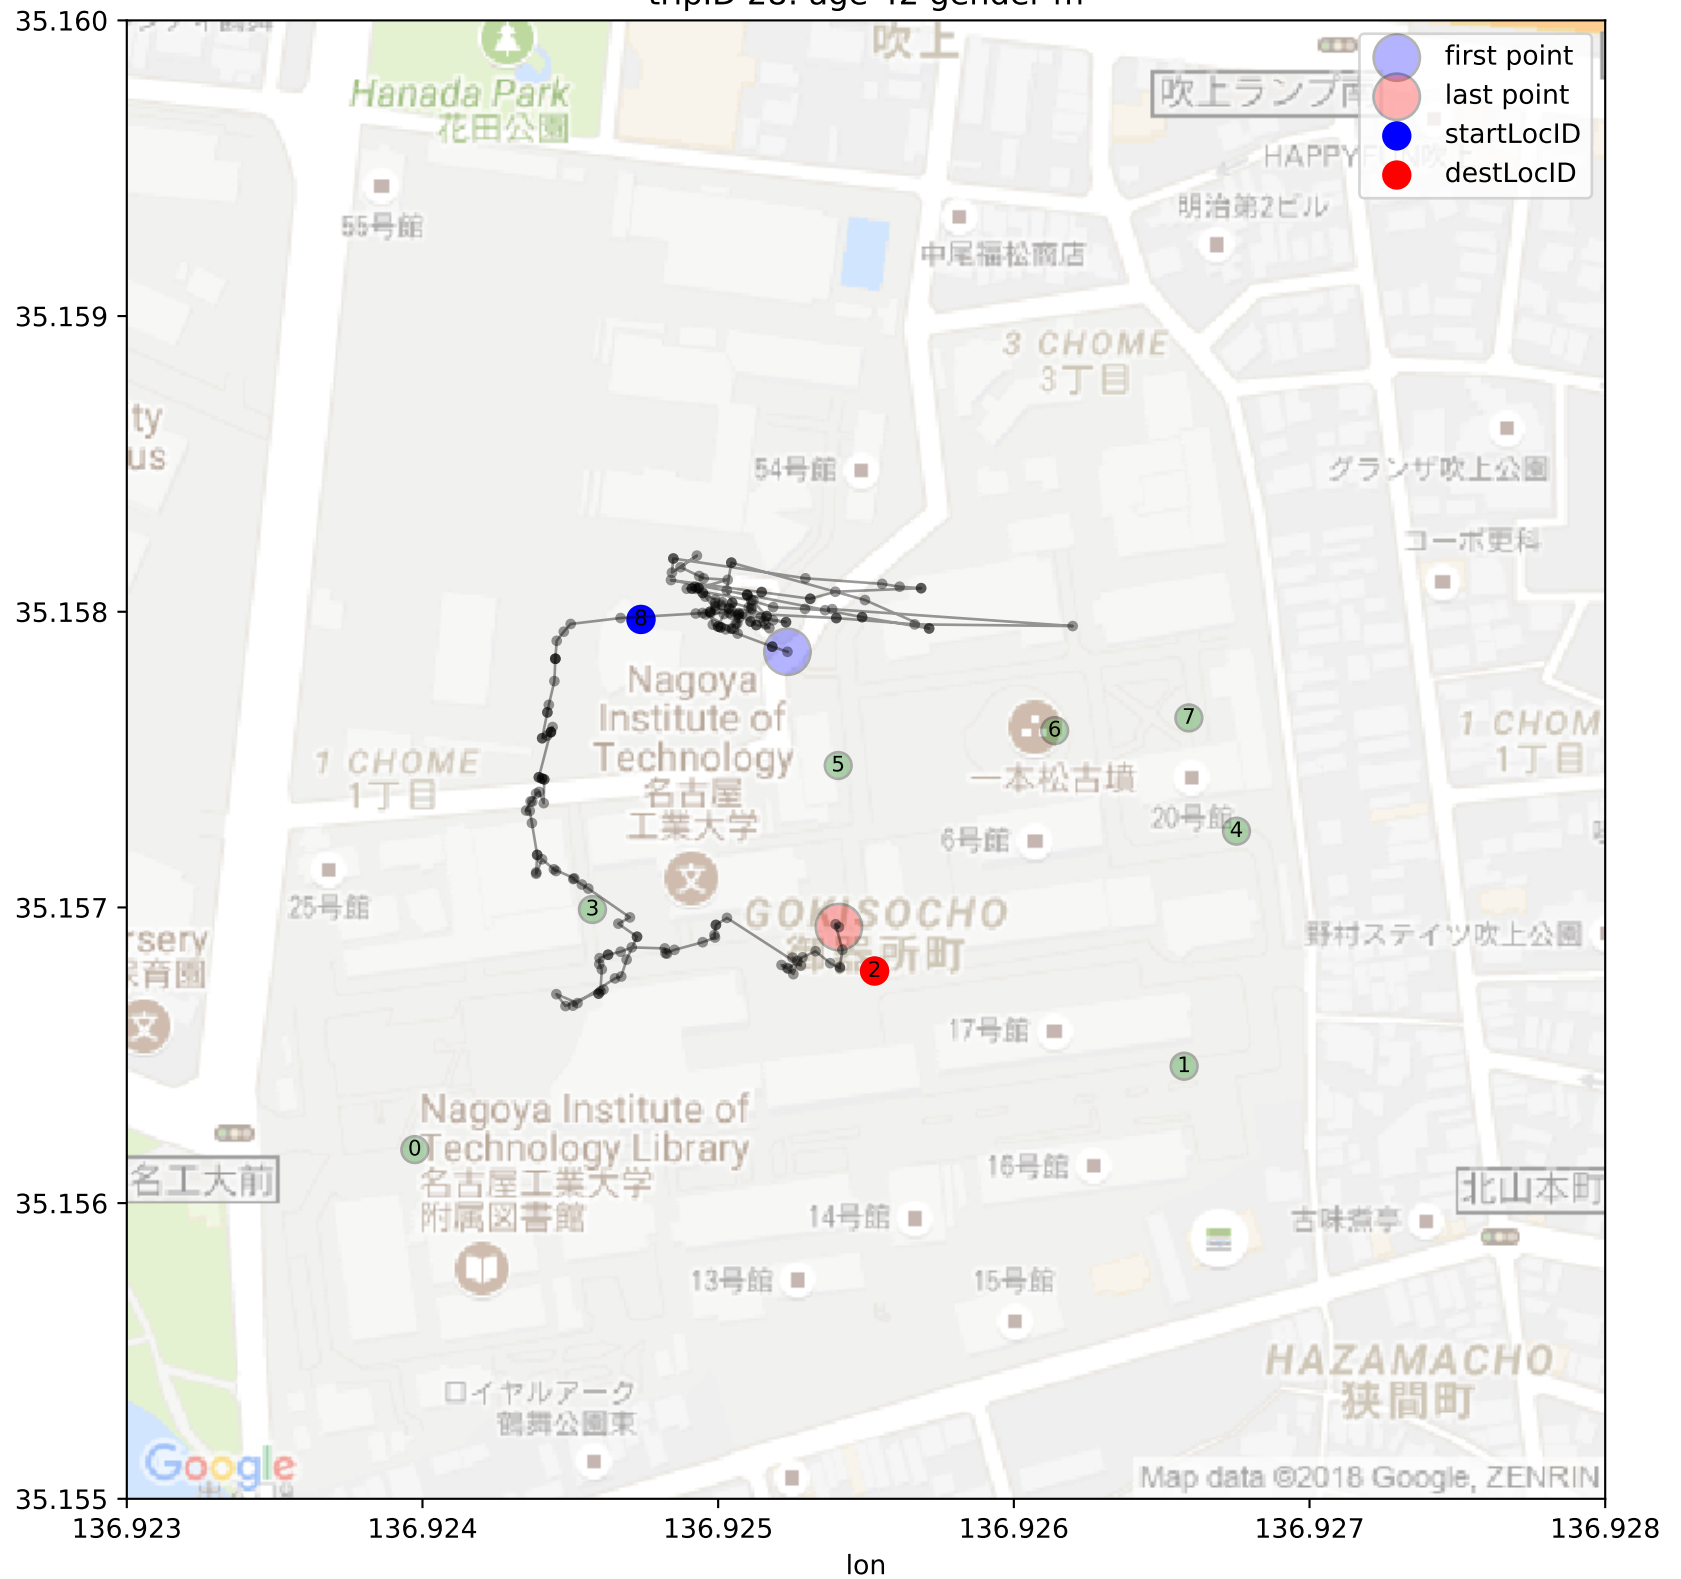 35.160
吹上
first point
last point
startLocID
destLocID
Hanada Park
花田公園
吹上ランプ南
HAPPY
55号館
明治第2ビル
中尾福松商店
35.159
3 CHOME
3丁目
ty
us
54号館
グランザ吹上公園
コーポ更科
35.158
8
Nagoya
Institute of
Technology
名古屋
工業大学
1 CHOME
1丁目
5
6
7
一本松古墳
1 CHOM
1丁目
20号館
4
6号館
25号館
35.157
3
GOKISOCHO
御器所町
2
rsery
保育園
野村ステイツ吹上公園
17号館
1
0
Nagoya Institute of
Technology Library
名古屋工業大学
附属図書館
名工大前
35.156
16号館
14号館
13号館
15号館
古味煮亭
北山本町
HAZAMACHO
狭間町
ロイヤルアーク
鶴舞公園東
Google
Map data ©2018 Google, ZENRIN
35.155
136.923
136.924
136.925
136.926
136.927
136.928
lon